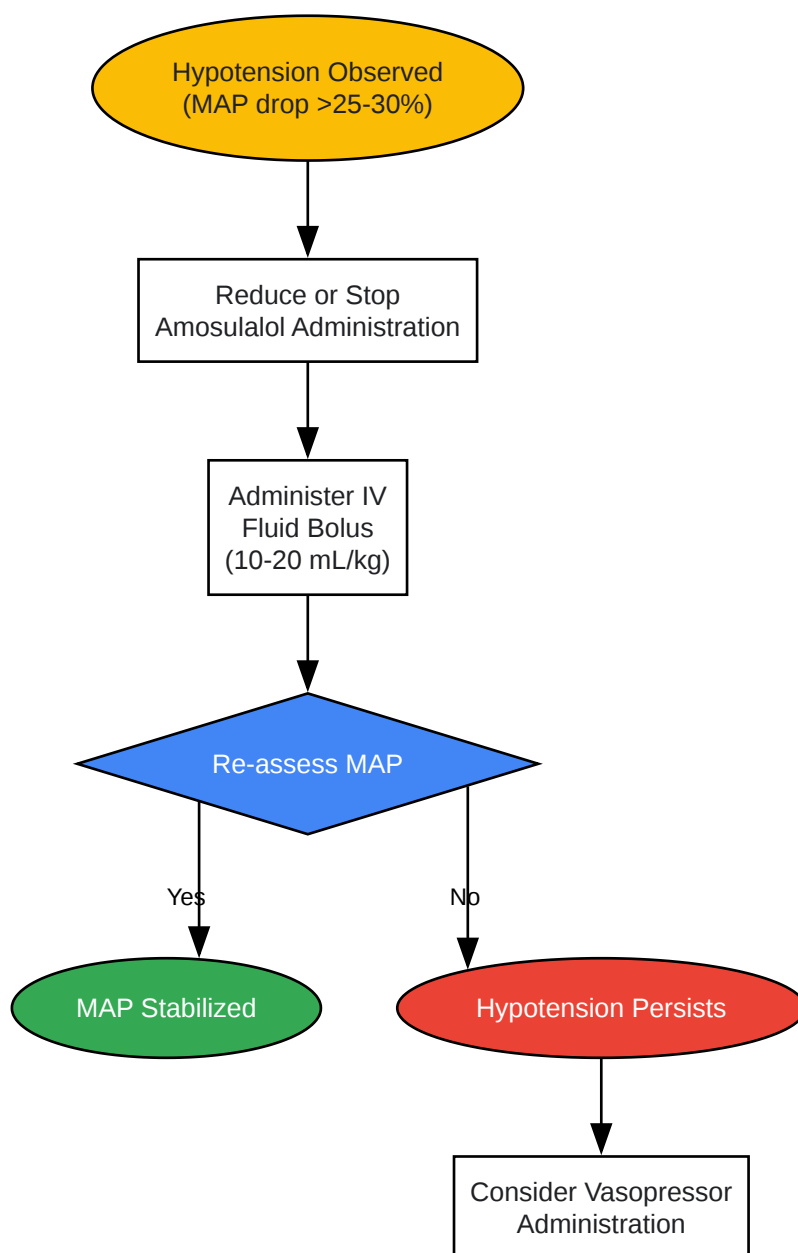 Hypotension Observed
(MAP drop >25-30%)
Reduce or Stop
Amosulalol Administration
Administer IV
Fluid Bolus
(10-20 mL/kg)
Re-assess MAP
Yes
No
MAP Stabilized
Hypotension Persists
Consider Vasopressor
Administration